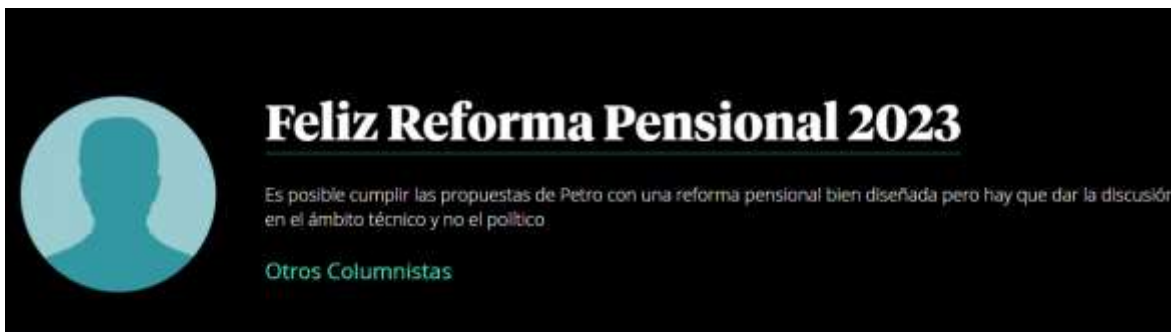 Feliz Reforma Pensional 2023
Es posible cumplir las propuestas de Petro con una reforma pensional bien diseñada pero hay que dar la discusión
en el ámbito técnico y no el político
Otros Columnistas